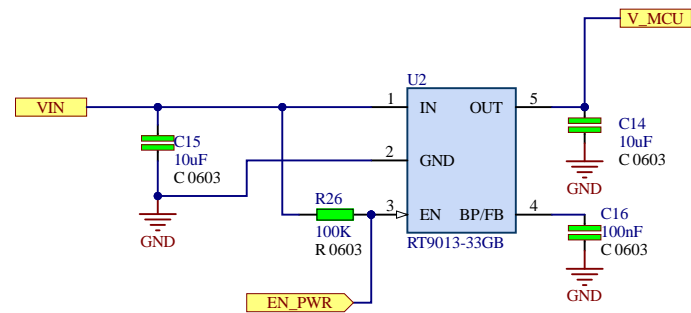 V_MCU
U2
VIN
1
IN
OUT
5
C15
10uF
C 0603
C14
10uF
C 0603
2
GND
GND
R26
3
EN
BP/FB
4
C16
100nF
C 0603
GND
100K
R 0603
RT9013-33GB
EN_PWR
GND